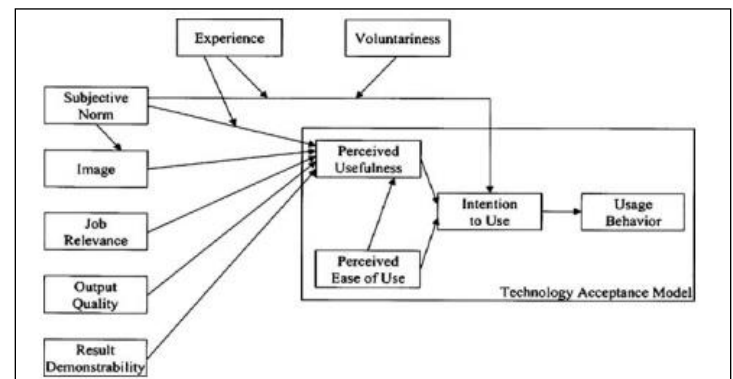 Experience
Voluntariness
Subjective
Norm
Image
Job
Relevance
Output
Quality
Result
Demonstrability
Perceived
Usefulness
Perceived
Ease of Use
Intention
to Use
Usage
Behavior
Technology Acceptance Model